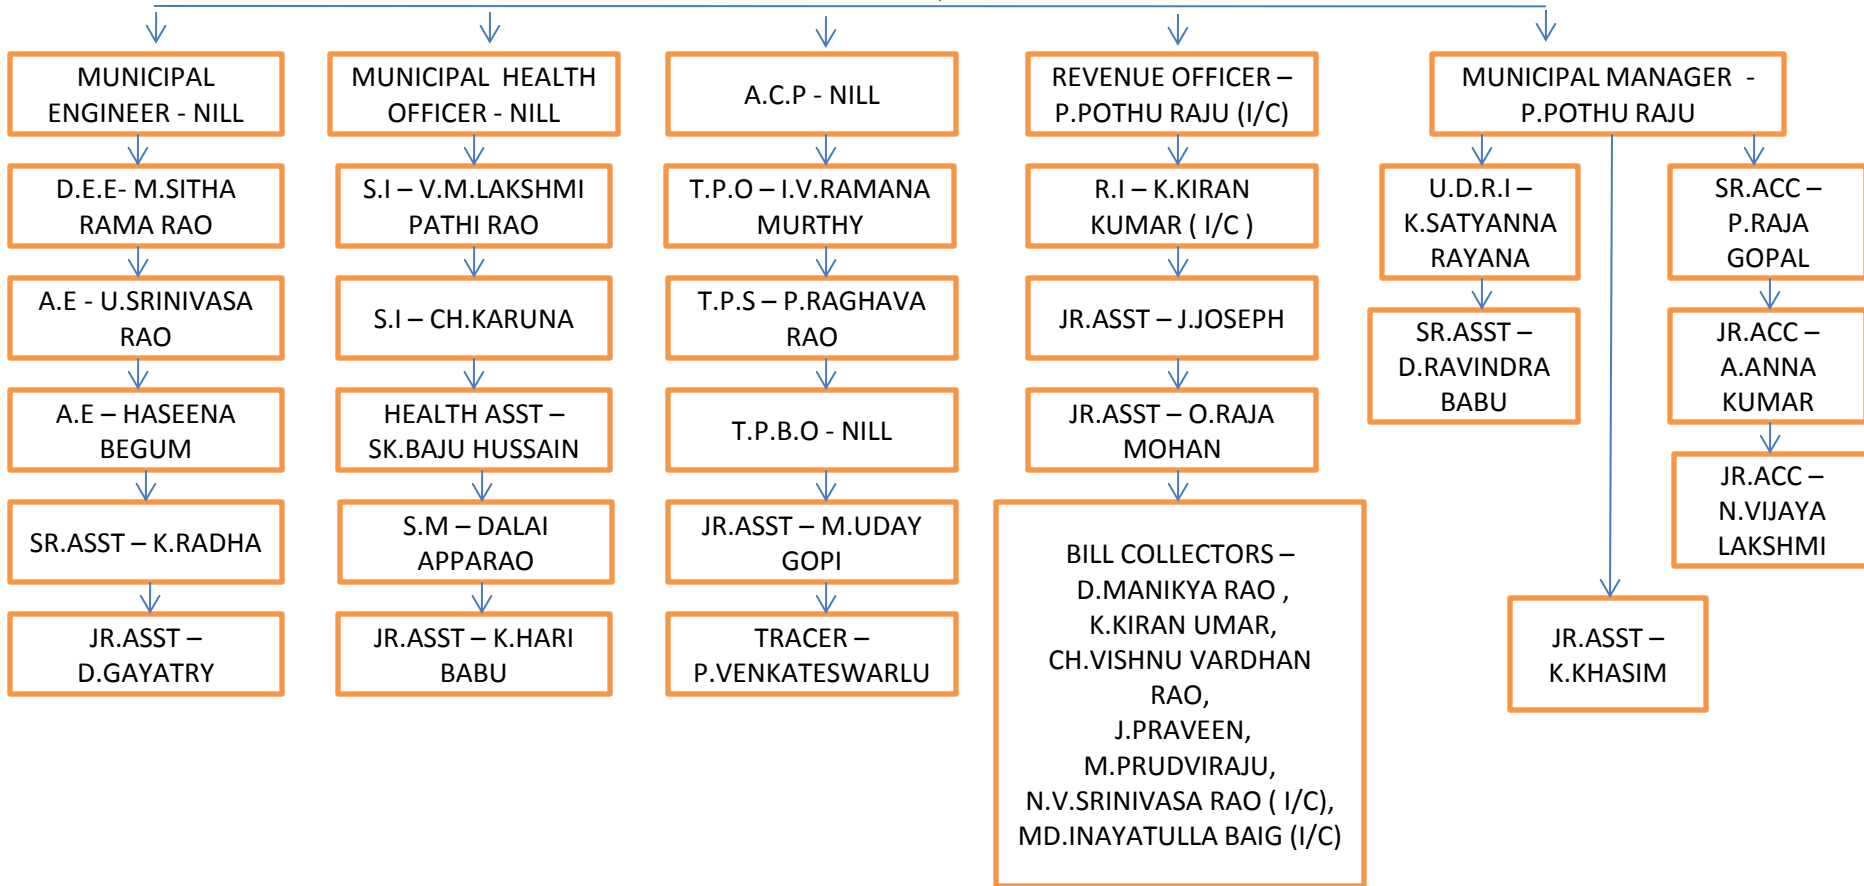 MUNICIPAL
ENGINEER - NILL
D.E.E- M.SITHA
RAMA RAO
A.E - U.SRINIVASA
RAO
A.E – HASEENA
BEGUM
SR.ASST – K.RADHA
JR.ASST –
D.GAYATRY
MUNICIPAL HEALTH
OFFICER - NILL
S.I – V.M.LAKSHMI
PATHI RAO
S.I – CH.KARUNA
HEALTH ASST –
SK.BAJU HUSSAIN
S.M – DALAI
APPARAO
JR.ASST – K.HARI
BABU
A.C.P - NILL
T.P.O – I.V.RAMANA
MURTHY
T.P.S – P.RAGHAVA
RAO
T.P.B.O - NILL
JR.ASST – M.UDAY
GOPI
TRACER –
P.VENKATESWARLU
REVENUE OFFICER –
P.POTHU RAJU (I/C)
R.I – K.KIRAN
KUMAR ( I/C )
JR.ASST – J.JOSEPH
JR.ASST – O.RAJA
MOHAN
BILL COLLECTORS –
D.MANIKYA RAO ,
K.KIRAN UMAR,
CH.VISHNU VARDHAN
RAO,
J.PRAVEEN,
M.PRUDVIRAJU,
N.V.SRINIVASA RAO ( I/C),
MD.INAYATULLA BAIG (I/C)
MUNICIPAL MANAGER -
P.POTHU RAJU
U.D.R.I –
K.SATYANNA
RAYANA
SR.ASST –
D.RAVINDRA
BABU
JR.ASST –
K.KHASIM
SR.ACC –
P.RAJA
GOPAL
JR.ACC –
A.ANNA
KUMAR
JR.ACC –
N.VIJAYA
LAKSHMI